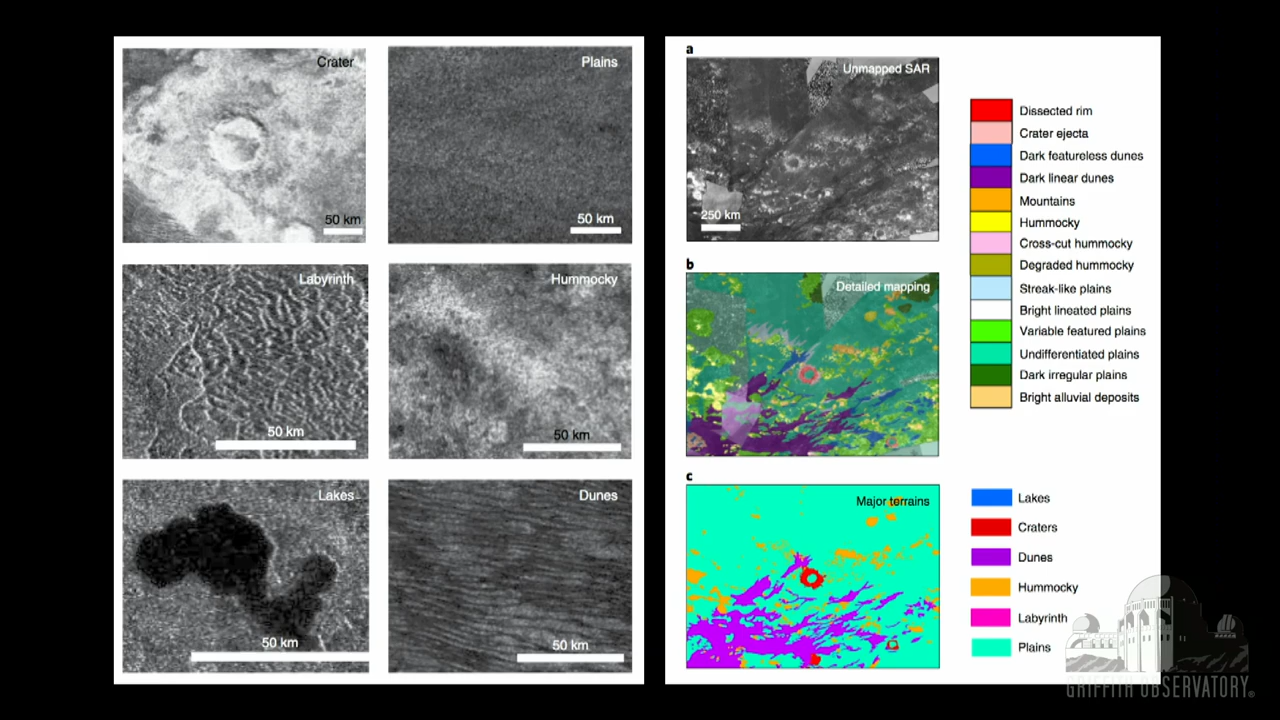 Crater
50 km
Plains
50 km
Labyrinth
50 km
Hummocky
50 km
Lakes
50 km
Dunes
50 km
a
Unmapped SAR
250 km
b
Detailed mapping
Dissected rim
Crater ejecta
Dark featureless dunes
Dark linear dunes
Mountains
Hummocky
Cross-cut hummocky
Degraded hummocky
Streak-like plains
Bright lineated plains
Variable featured plains
Undifferentiated plains
Dark irregular plains
Bright alluvial deposits
c
Major terrains
Lakes
Craters
Dunes
Hummocky
Labyrinth
Plains
GRIFFITH OBSERVATORY®